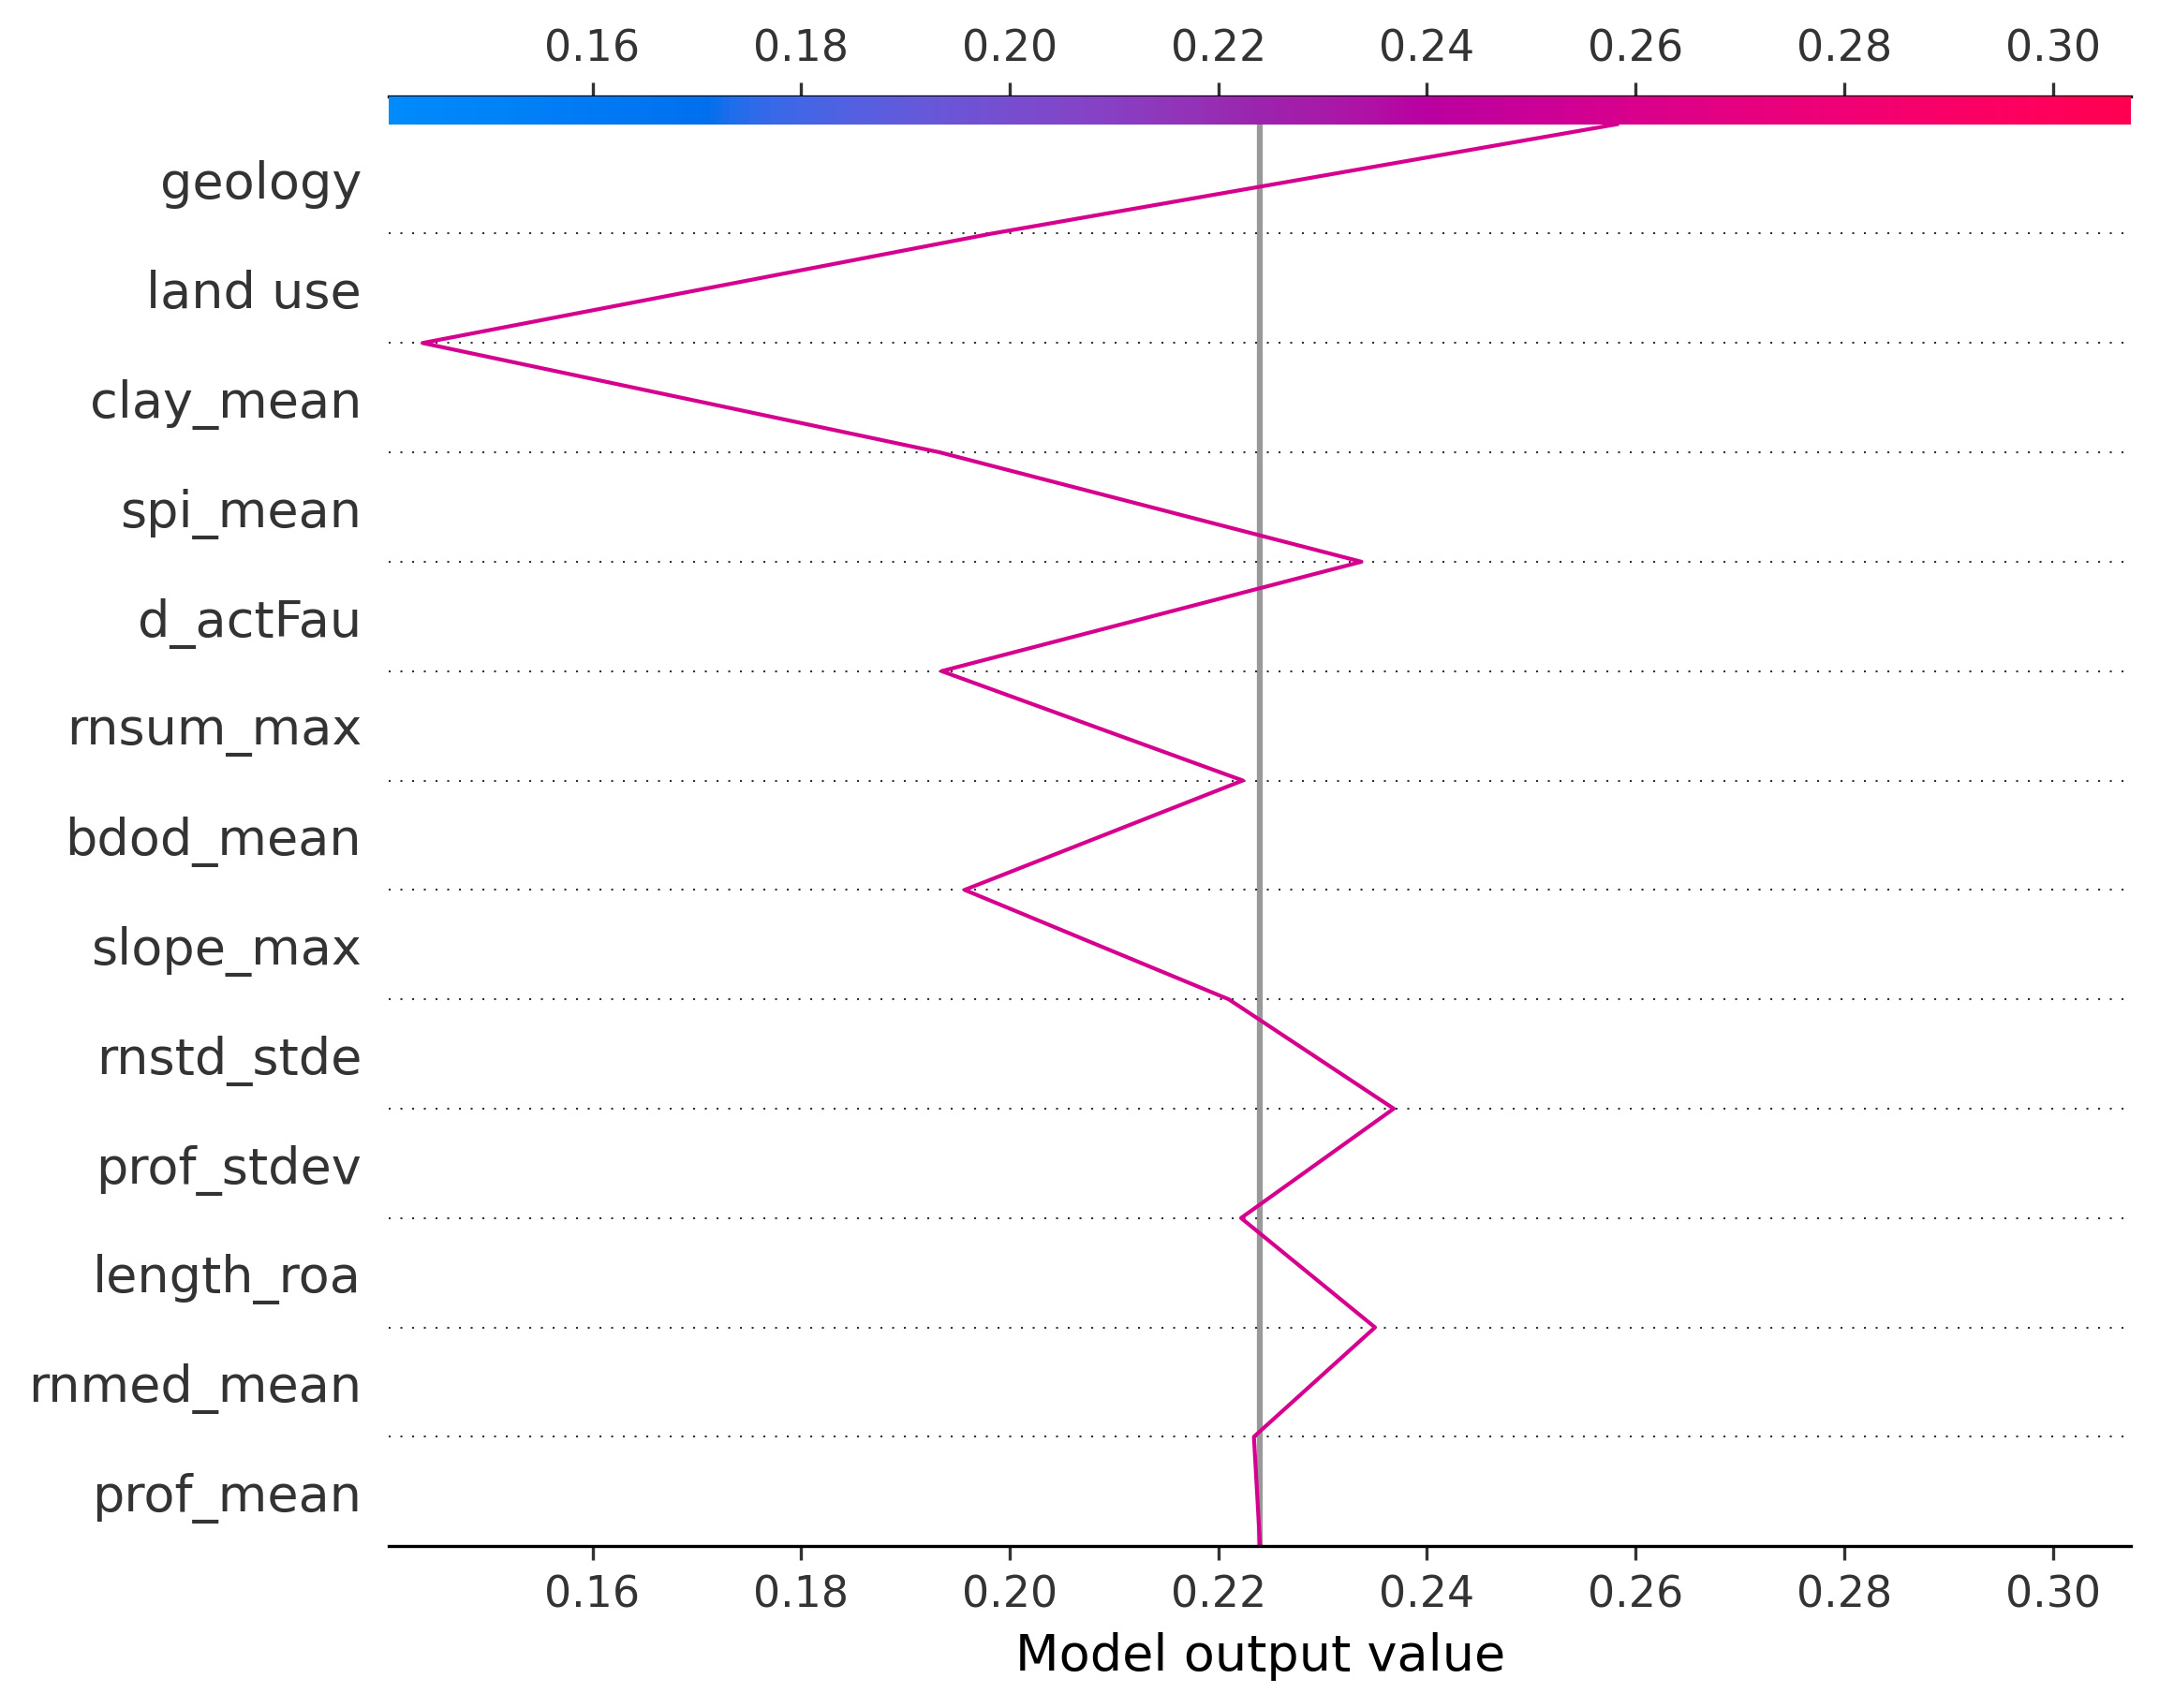 0.16 0.18 0.20 0.22 0.24 0.26 0.28 0.30
geology
land use
clay_mean
spi_mean
d_actFau
rnsum_max
bdod_mean
slope_max
rnstd_stde
prof_stdev
length_roa
rnmed_mean
prof_mean
0.16 0.18 0.20 0.22 0.24 0.26 0.28 0.30
Model output value